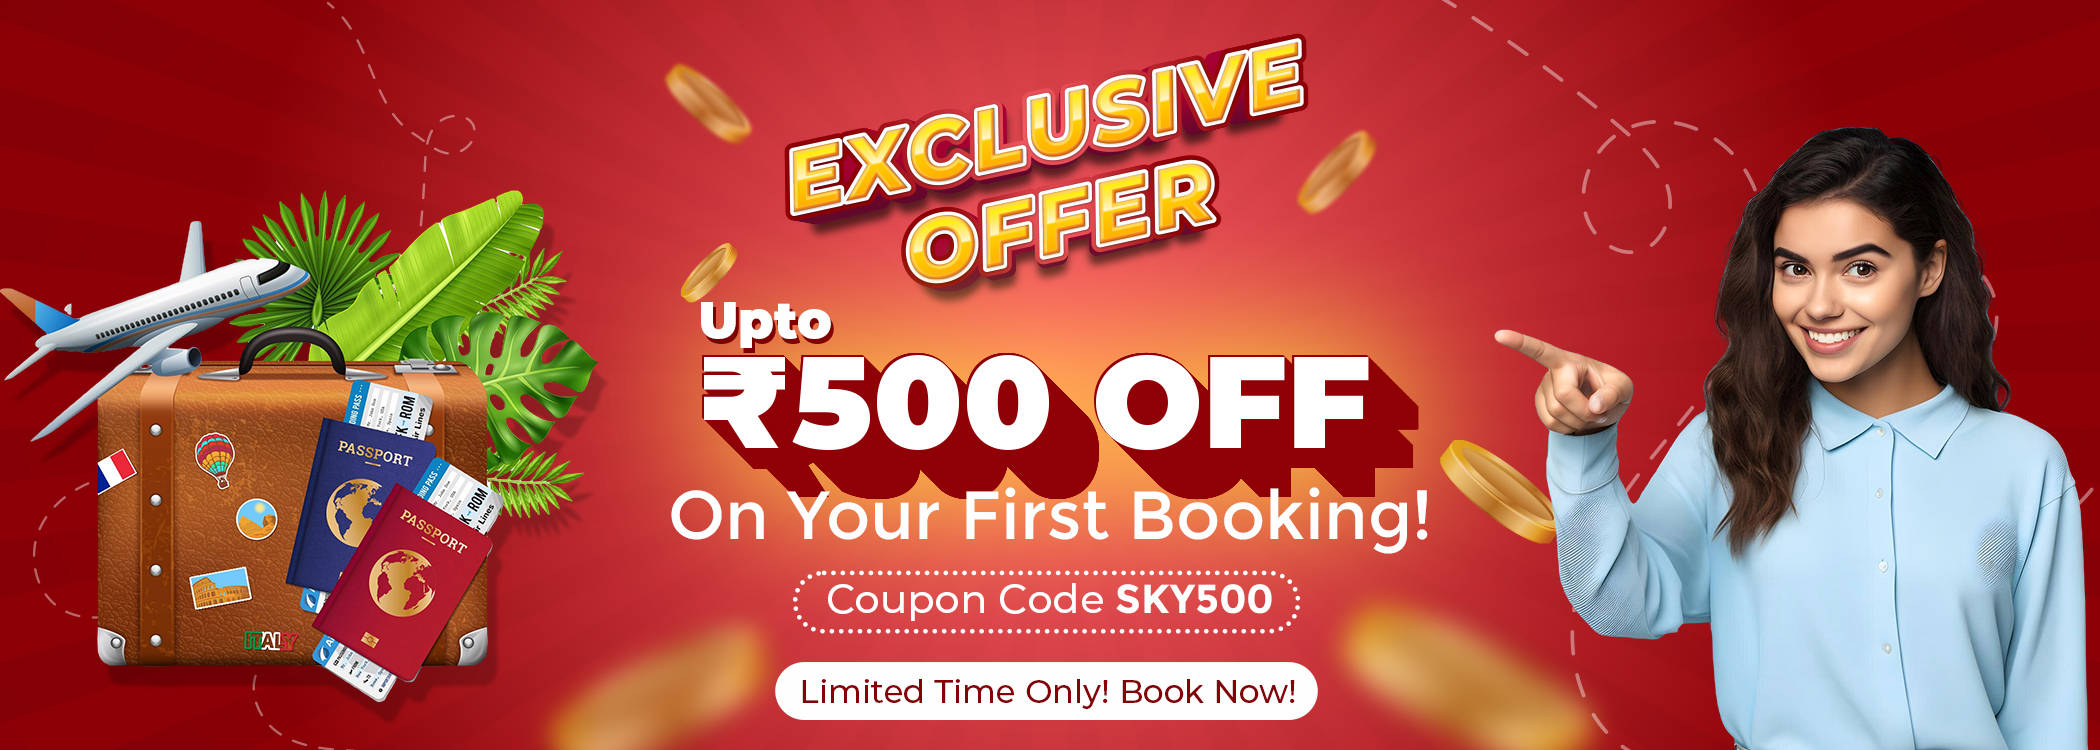 EXCLUSIVE
OFFER
Upto
₹500 OFF
On Your First Booking!
Coupon Code SKY500
Limited Time Only! Book Now!
PASSPORT
PASSPORT
ITALY